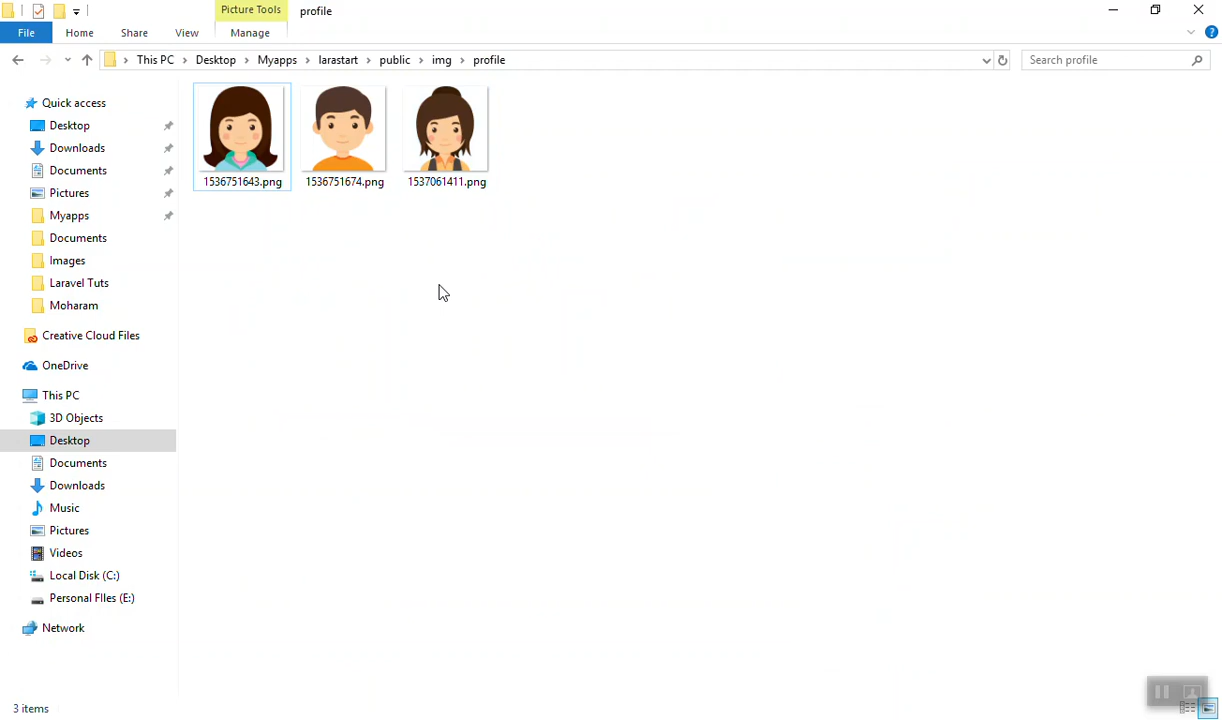 Picture Tools profile
File Home Share View Manage
This PC Desktop Myapps larastart public img profile Search profile
Quick access
Desktop
Downloads
Documents
Pictures
Myapps
Documents
Images
Laravel Tuts
Moharam
Creative Cloud Files
OneDrive
This PC
3D Objects
Desktop
Documents
Downloads
Music
Pictures
Videos
Local Disk (C:)
Personal FIles (E:)
Network
1536751643.png 1536751674.png 1537061411.png
3 items